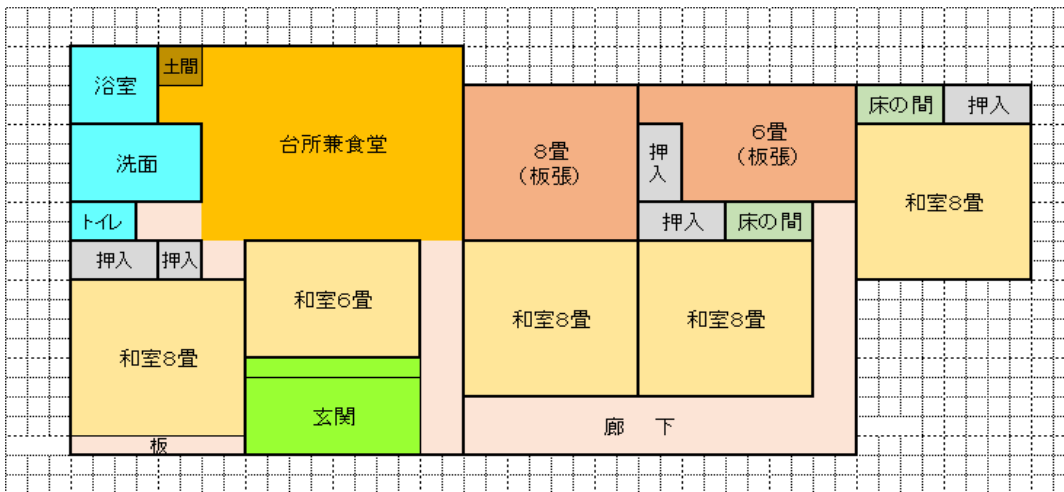 浴室
土間
台所兼食堂
洗面
トイレ
押入
押入
和室6畳
和室8畳
玄関
板
8畳
(板張)
6畳
(板張)
押
入
押入
床の間
和室8畳
和室8畳
廊 下
床の間
押入
和室8畳